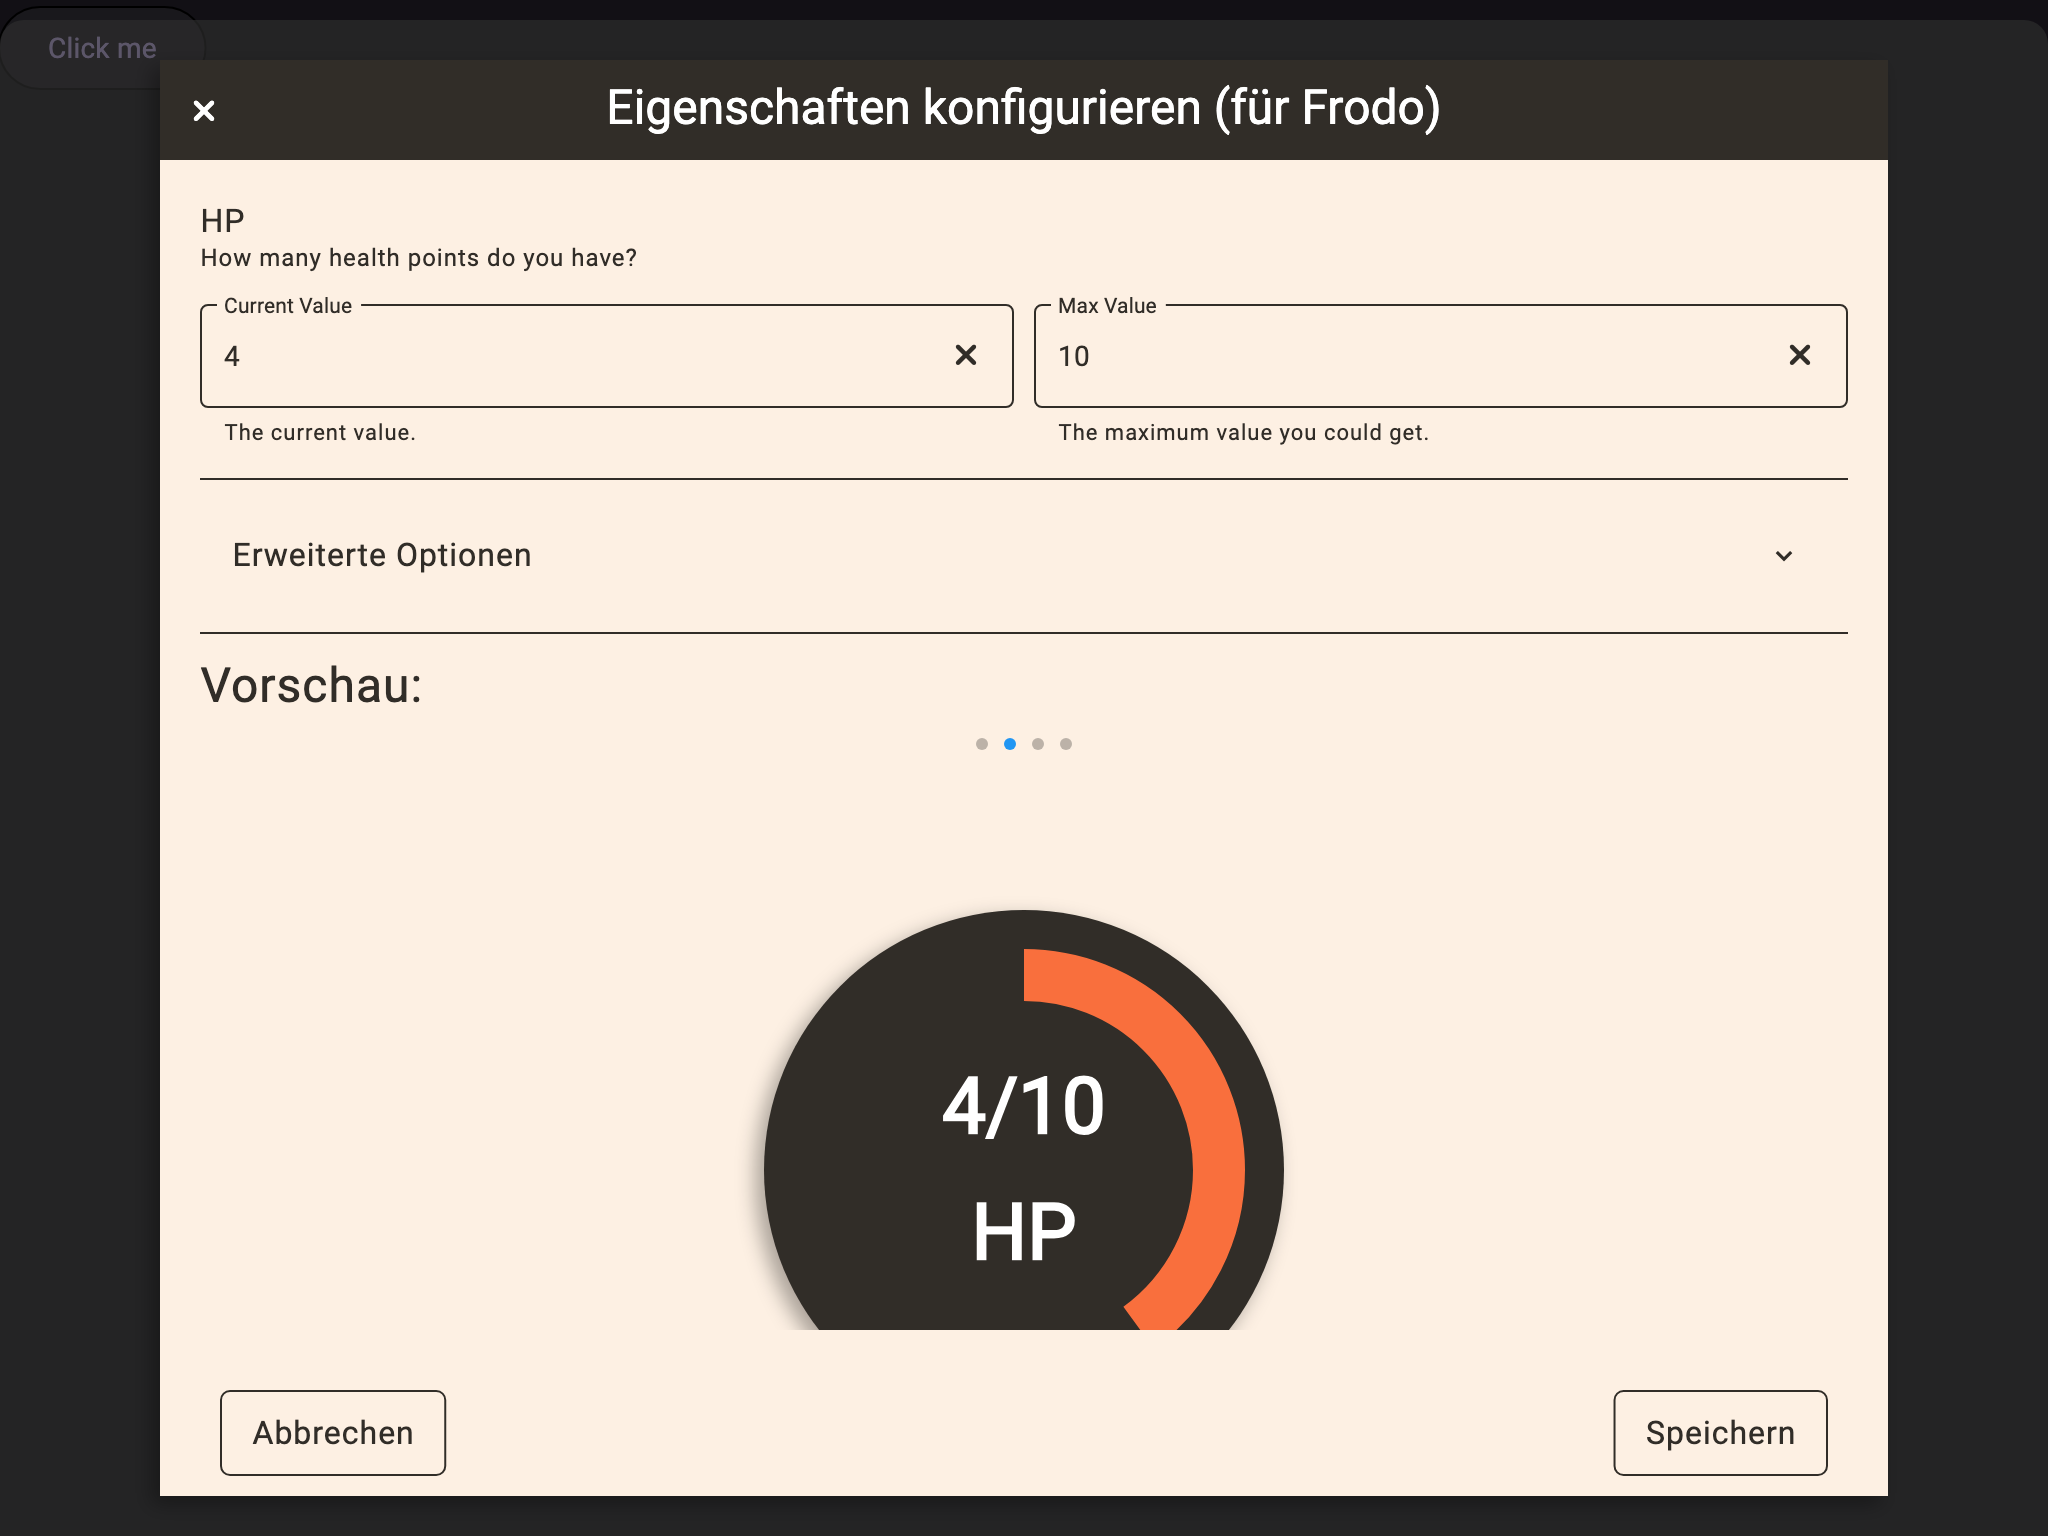 Click me
Eigenschaften konfigurieren (für Frodo)
HP
How many health points do you have?
Current Value
4
The current value.
Max Value
10
The maximum value you could get.
Erweiterte Optionen
Vorschau:
4/10
HP
Abbrechen
Speichern